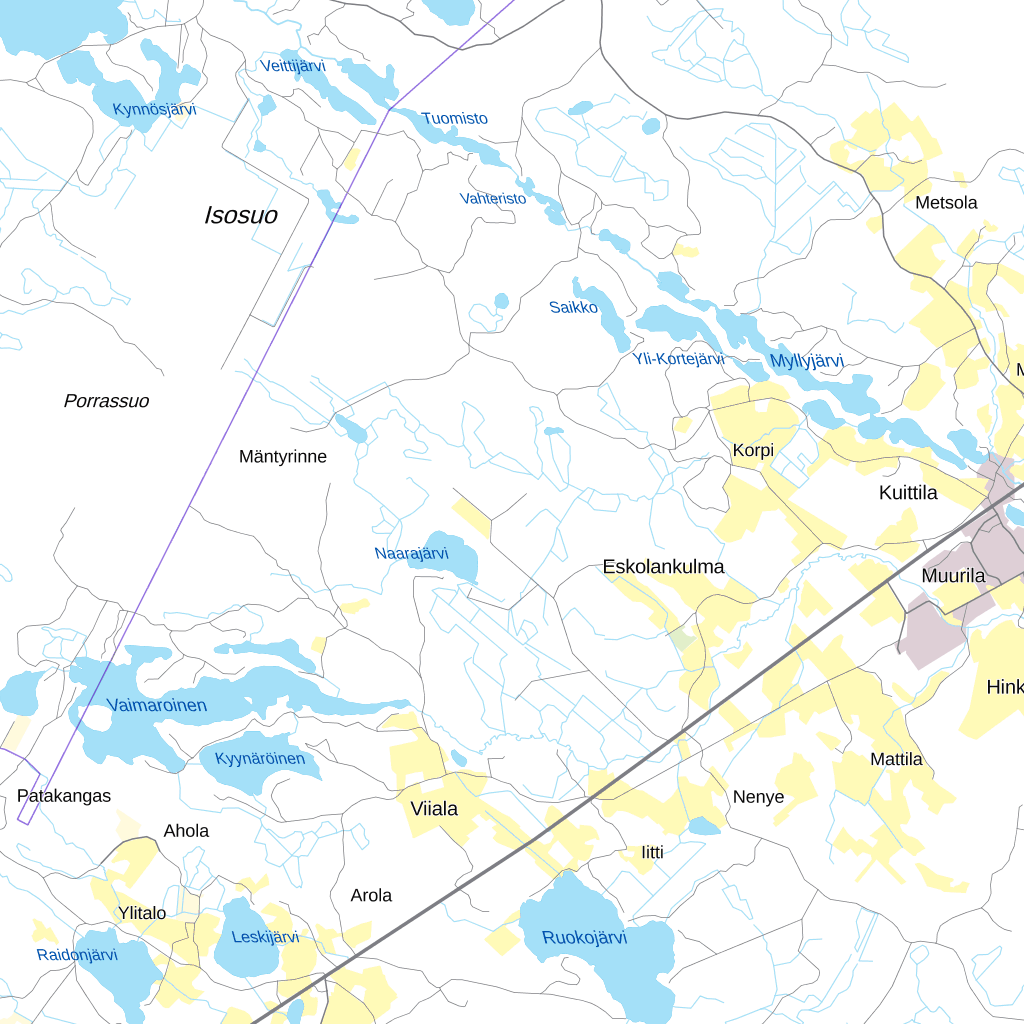 Veittijärvi
Kynnösjärvi
Tuomisto
Vahteristo
Metsola
Isosuo
Saikko
Yli-Kortejärvi
Myllyjärvi
M
Porrassuo
Mäntyrinne
Korpi
Kuittila
Naarajärvi
Eskolankulma
Muurila
Hink
Vaimaroinen
Kyynäröinen
Mattila
Patakangas
Nenye
Viiala
Ahola
Iitti
Arola
Ylitalo
Leskijärvi
Ruokojärvi
Raidonjärvi